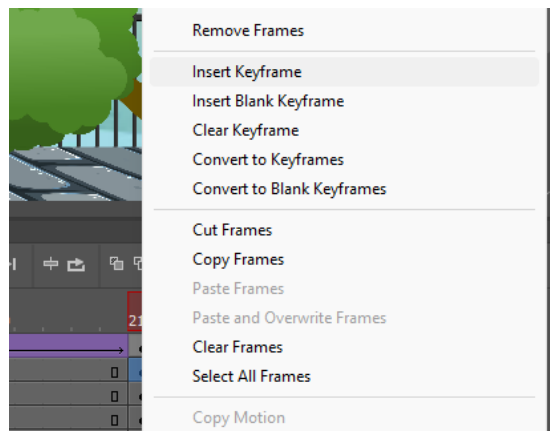 Remove Frames
Insert Keyframe
Insert Blank Keyframe
Clear Keyframe
Convert to Keyframes
Convert to Blank Keyframes
Cut Frames
Copy Frames
Paste Frames
Paste and Overwrite Frames
21
Clear Frames
Select All Frames
Copy Motion